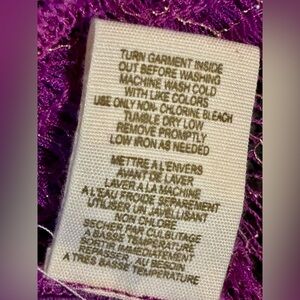 TURN GARMENT INSIDE
OUT BEFORE WASHING
MACHINE WASH COLD
WITH LIKE COLORS
USE ONLY NON- CHLORINE BLEACH
TUMBLE DRY LOW
REMOVE PROMPTLY
LOW IRON AS NEEDED
METTRE A L'ENVERS
AVANT DE LAVER
LAVER A LA MACHINE
A L'EAU FROIDE SEPAREMENT
UTILISER UN JAVELLISANT
NON CHLORE
SECHER PAR CULBUTAGE
A BASSE TEMPERATURE
SORTIR IMMEDIATEMENT
REPASSER AU BESOIN
A TRES BASSE TEMPERATURE